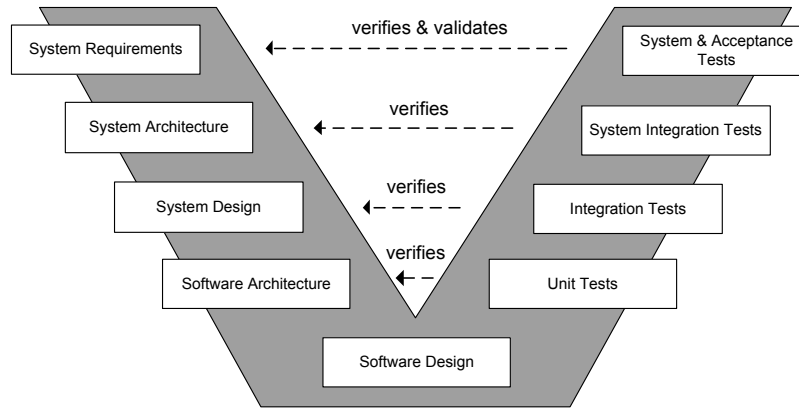 verifies & validates
System Requirements
System & Acceptance
Tests
verifies
System Architecture
System Integration Tests
verifies
System Design
Integration Tests
verifies
Software Architecture
Unit Tests
Software Design